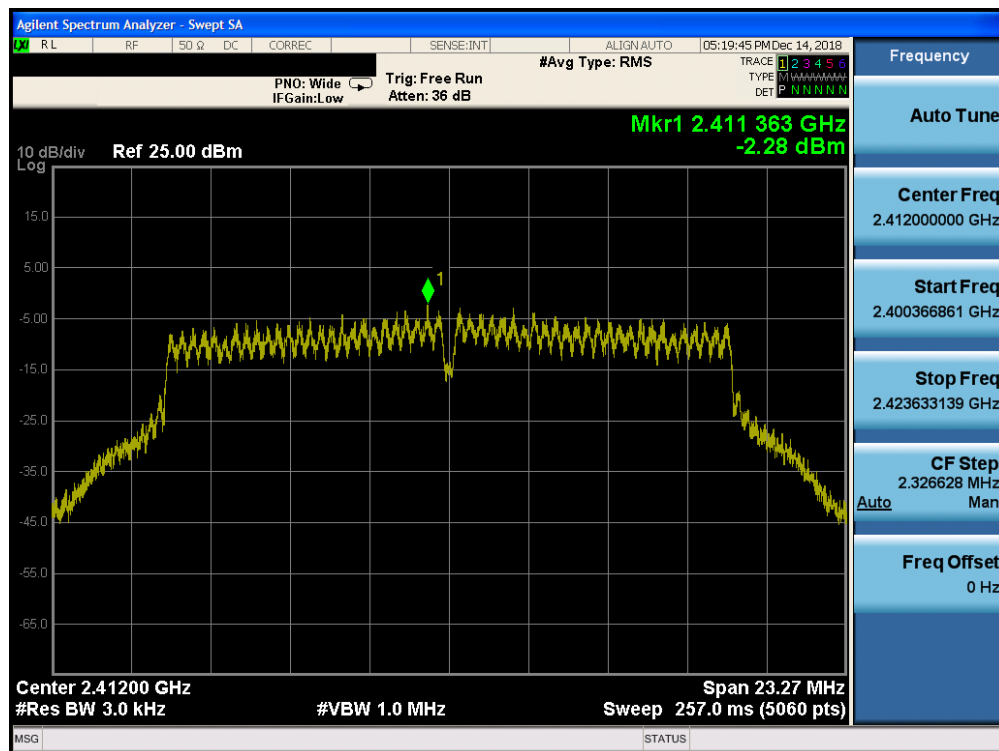 Agilent Spectrum Analyzer - Swept SA
LXI RL RF 50 Ω DC CORREC SENSE:INT ALIGN AUTO 05:19:45 PM Dec 14, 2018
PNO: Wide
IFGain:Low
Trig: Free Run
Atten: 36 dB
#Avg Type: RMS
TRACE 1 2 3 4 5 6
TYPE M W W W W W
DET P N N N N N
Mkr1 2.411 363 GHz
-2.28 dBm
10 dB/div
Log
Ref 25.00 dBm
15.0
5.00
-5.00
-15.0
-25.0
-35.0
-45.0
-55.0
-65.0
1
Center 2.41200 GHz
Span 23.27 MHz
#Res BW 3.0 kHz
#VBW 1.0 MHz
Sweep 257.0 ms (5060 pts)
MSG
STATUS
Frequency
Auto Tune
Center Freq
2.412000000 GHz
Start Freq
2.400366861 GHz
Stop Freq
2.423633139 GHz
CF Step
2.326628 MHz
Auto Man
Freq Offset
0 Hz